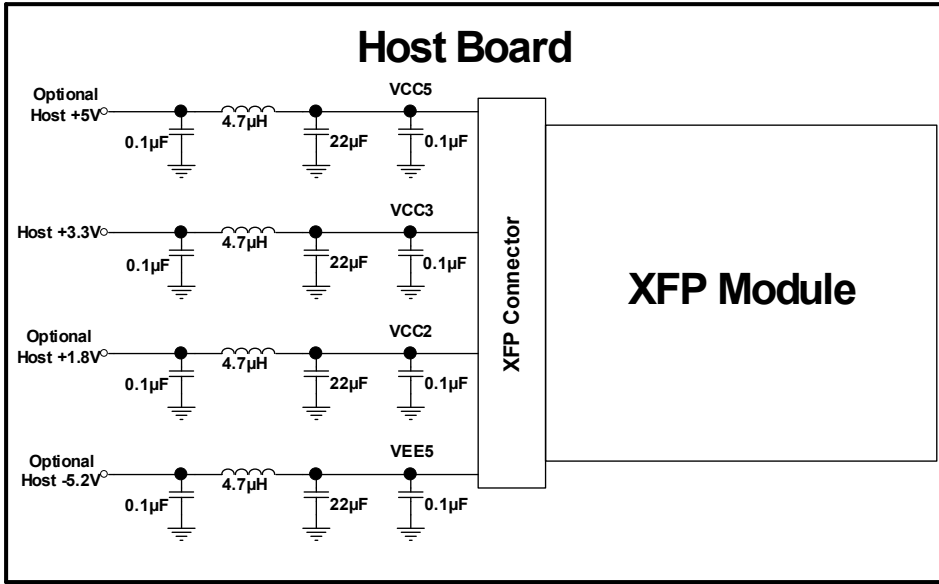 Host Board
Optional
Host +5V
0.1µF
4.7µH
22µF
VCC5
0.1µF
Host +3.3V
0.1µF
4.7µH
22µF
VCC3
0.1µF
Optional
Host +1.8V
0.1µF
4.7µH
22µF
VCC2
0.1µF
Optional
Host -5.2V
0.1µF
4.7µH
22µF
VEE5
0.1µF
XFP Connector
XFP Module